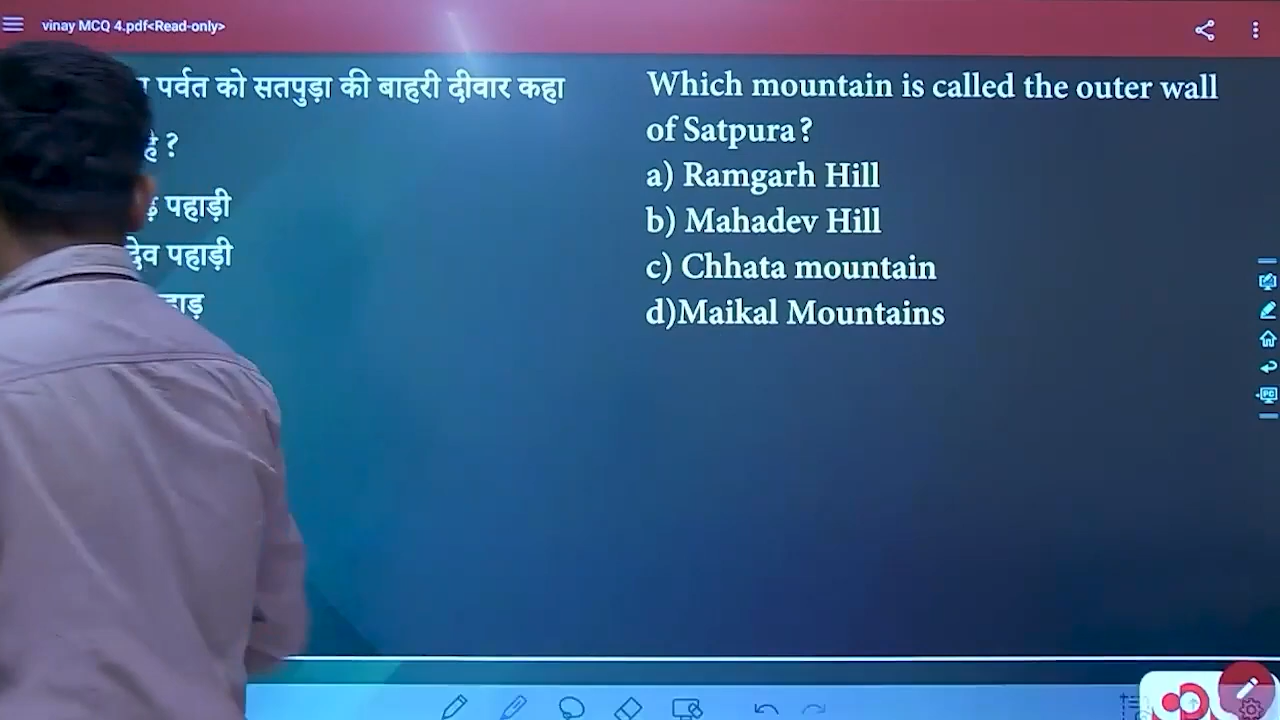 vinay MCQ 4.pdf<Read-only>
पर्वत को सतपुड़ा की बाहरी दीवार कहा
है ?
पहाड़ी
पहाड़ी
Which mountain is called the outer wall
of Satpura?
a) Ramgarh Hill
b) Mahadev Hill
c) Chhata mountain
d)Maikal Mountains